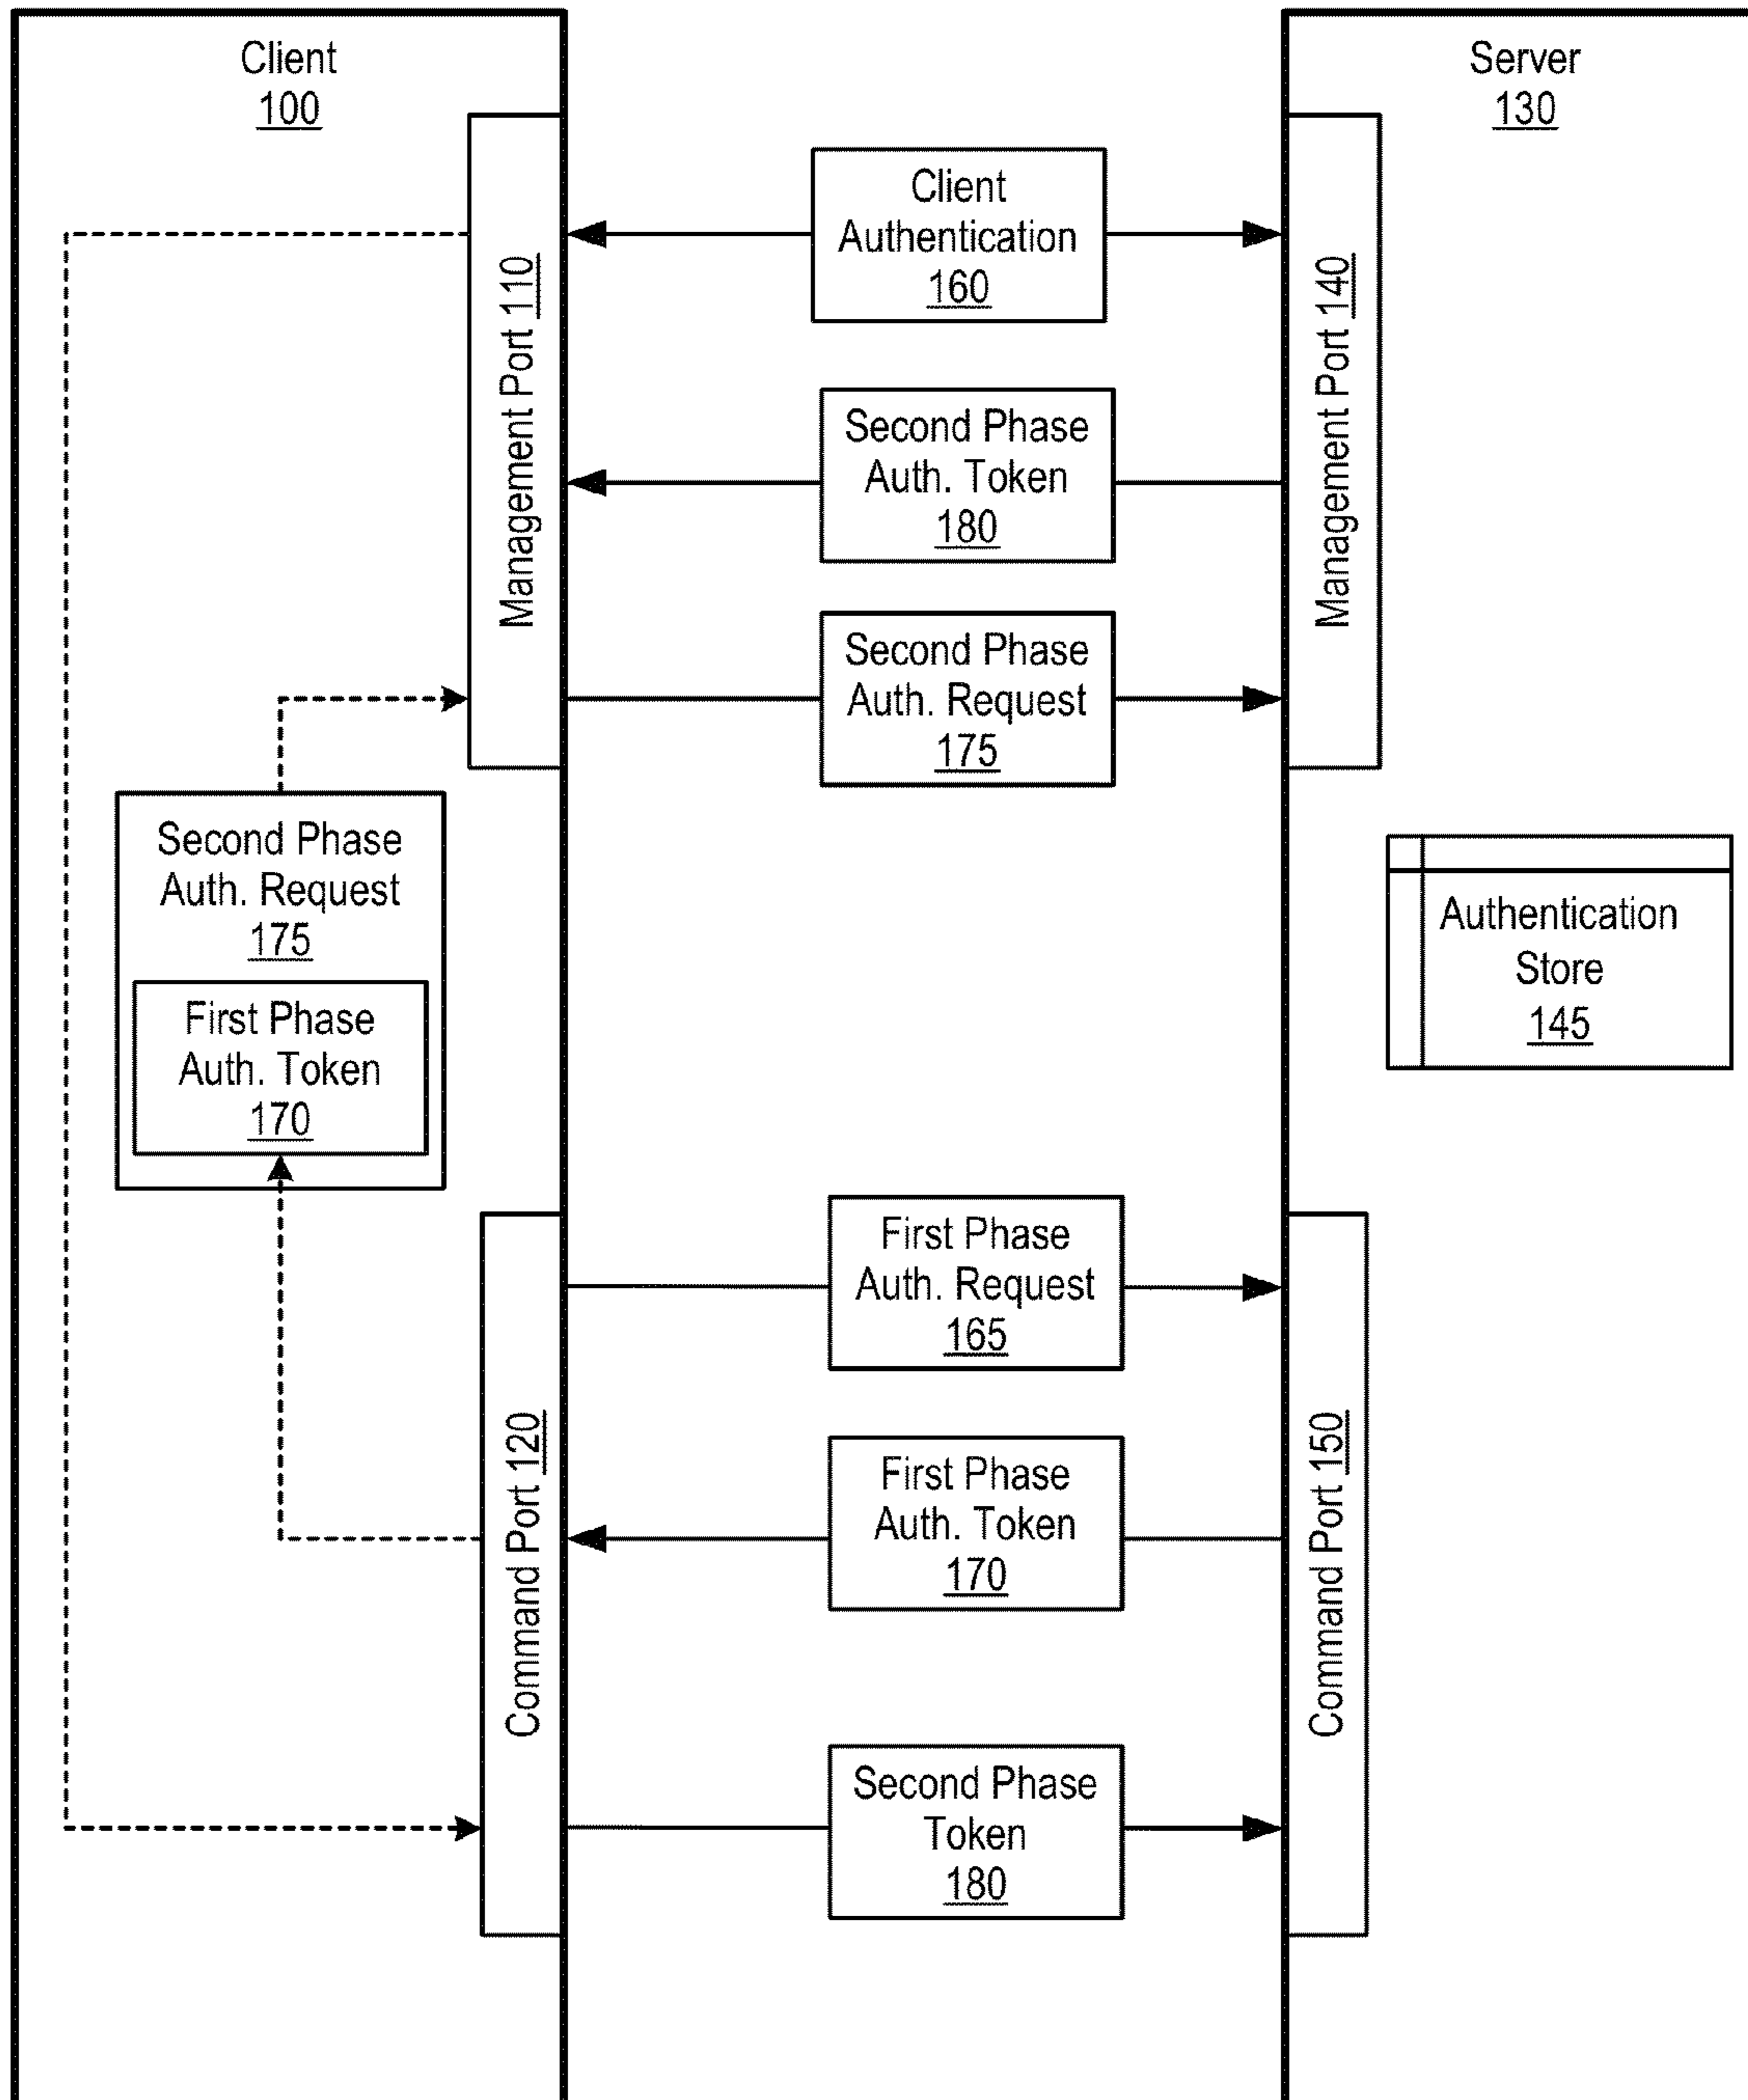 Client
100
Server
130
Management Port 110
Client
Authentication
160
Management Port 140
Second Phase
Auth. Token
180
Second Phase
Auth. Request
175
Second Phase
Auth. Request
175
First Phase
Auth. Token
170
Authentication
Store
145
Command Port 120
First Phase
Auth. Request
165
Command Port 150
First Phase
Auth. Token
170
Second Phase
Token
180